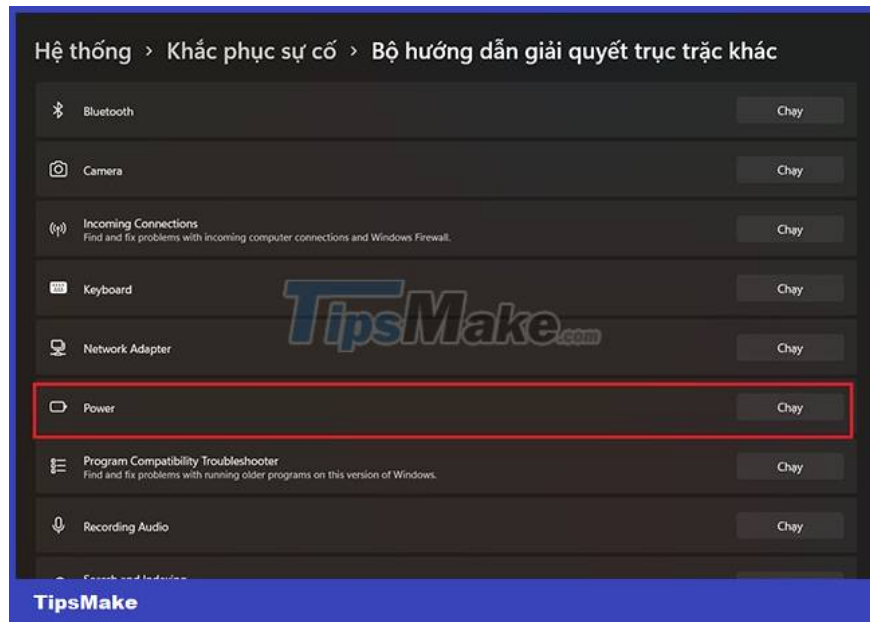 Hệ thống > Khắc phục sự cố > Bộ hướng dẫn giải quyết trục trặc khác
Bluetooth
Chạy
Camera
Chạy
Incoming Connections
Find and fix problems with incoming computer connections and Windows Firewall.
Chạy
Keyboard
Chạy
TipsMake.com
Network Adapter
Chạy
Power
Chạy
Program Compatibility Troubleshooter
Find and fix problems with running older programs on this version of Windows.
Chạy
Recording Audio
Chạy
Search and Indexing
TipsMake